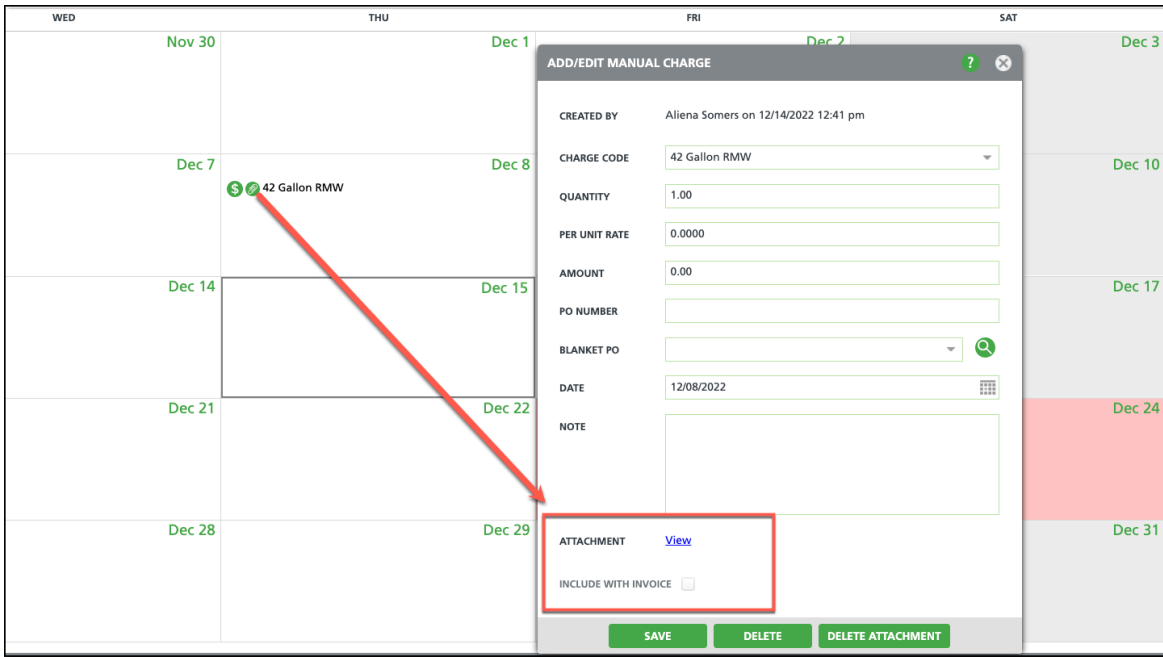 WED THU FRI SAT
Nov 30 Dec 1 Dec 2 Dec 3
ADD/EDIT MANUAL CHARGE ?
CREATED BY Aliena Somers on 12/14/2022 12:41 pm
CHARGE CODE 42 Gallon RMW
Dec 7 Dec 8 Dec 10
$ 42 Gallon RMW
QUANTITY 1.00
PER UNIT RATE 0.0000
AMOUNT 0.00
Dec 14 Dec 15 Dec 17
PO NUMBER
BLANKET PO
DATE 12/08/2022
Dec 21 Dec 22 Dec 24
NOTE
Dec 28 Dec 29 Dec 31
ATTACHMENT View
INCLUDE WITH INVOICE
SAVE DELETE DELETE ATTACHMENT